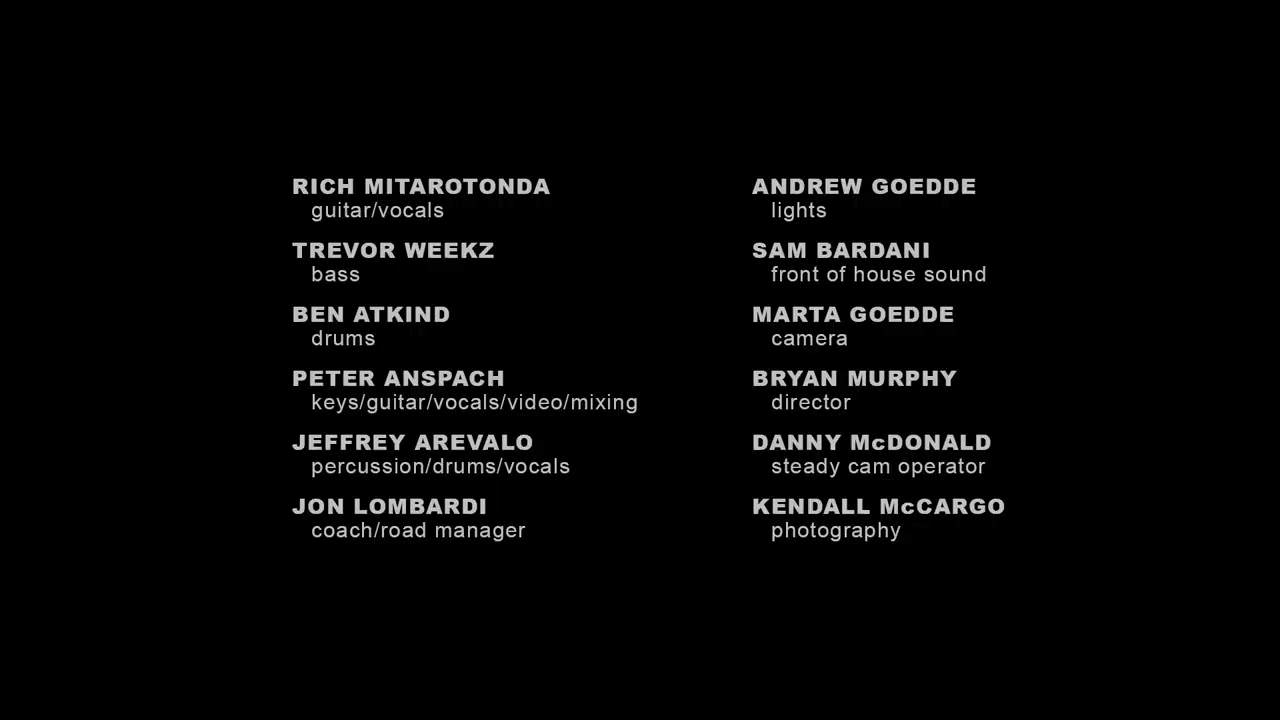 RICH MITAROTONDA
guitar/vocals
TREVOR WEEKZ
bass
BEN ATKIND
drums
PETER ANSPACH
keys/guitar/vocals/video/mixing
JEFFREY AREVALO
percussion/drums/vocals
JON LOMBARDI
coach/road manager
ANDREW GOEDDE
lights
SAM BARDANI
front of house sound
MARTA GOEDDE
camera
BRYAN MURPHY
director
DANNY McDONALD
steady cam operator
KENDALL McCARGO
photography